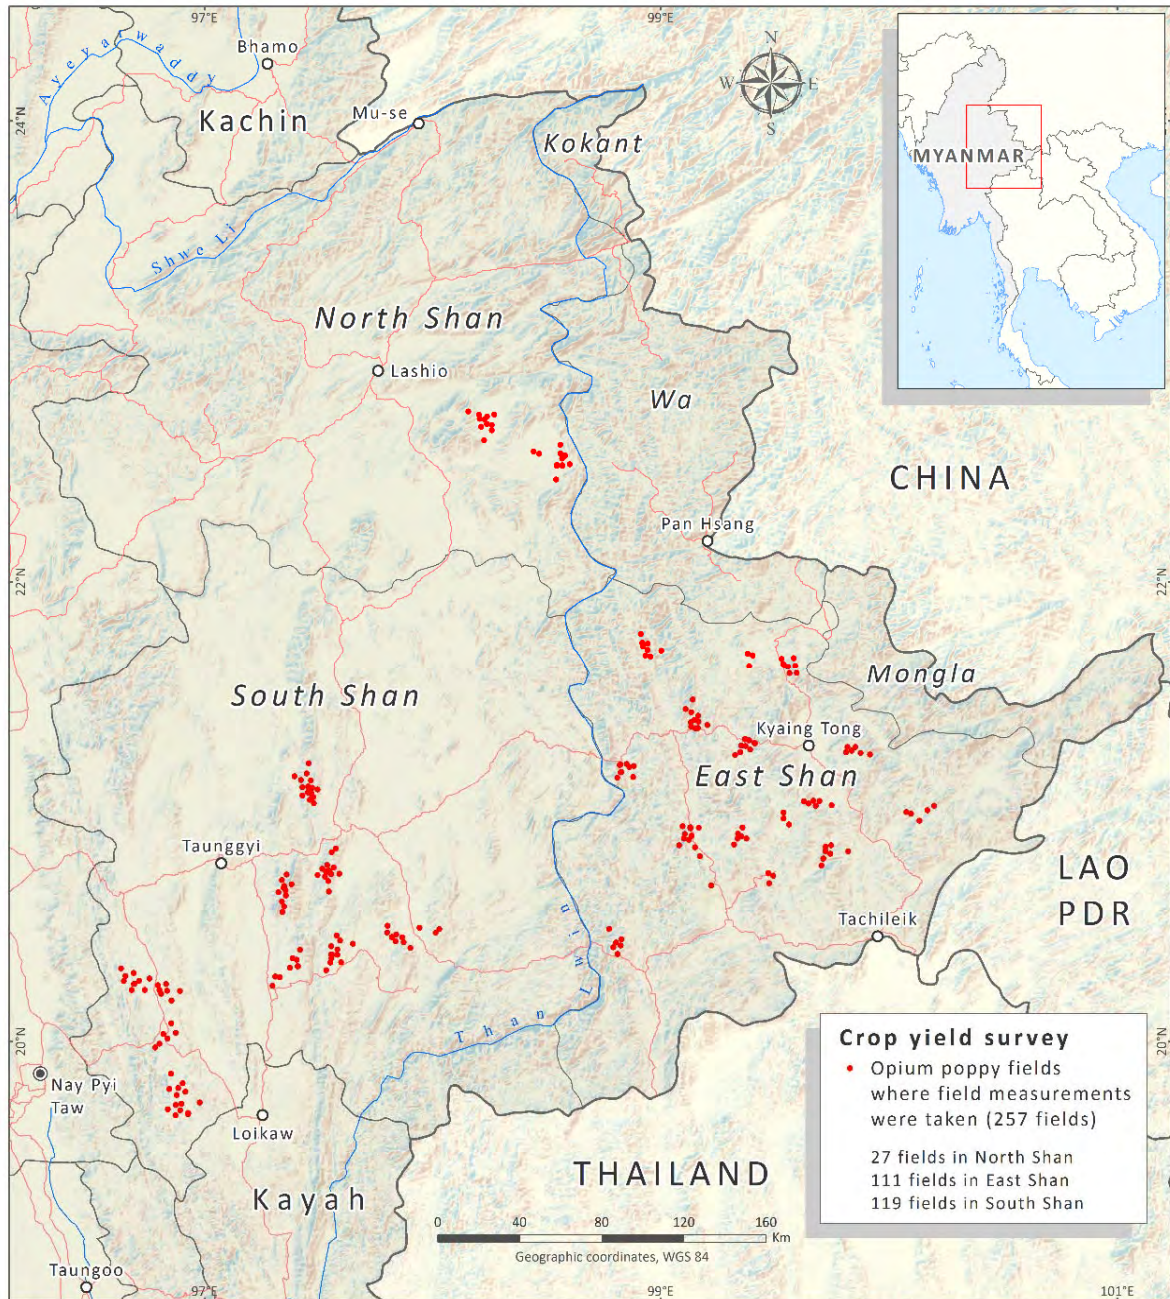 97°E
99°E
Ayeyarwaddy
Bhamo
Kachin
Mu-se
24°N
Kokant
N
W E
S
MYANMAR
Shwe Li
North Shan
Lashio
Wa
CHINA
Pan Hsang
22°N
22°N
South Shan
Mongla
Kyaing Tong
East Shan
Taunggyi
LAO
PDR
Tachileik
Than Lwin
20°N
20°N
Nay Pyi
Taw
Loikaw
Kayah
THAILAND
Taungoo
Crop yield survey
Opium poppy fields
where field measurements
were taken (257 fields)
27 fields in North Shan
111 fields in East Shan
119 fields in South Shan
0 40 80 120 160
Km
Geographic coordinates, WGS 84
97°E
99°E
101°E